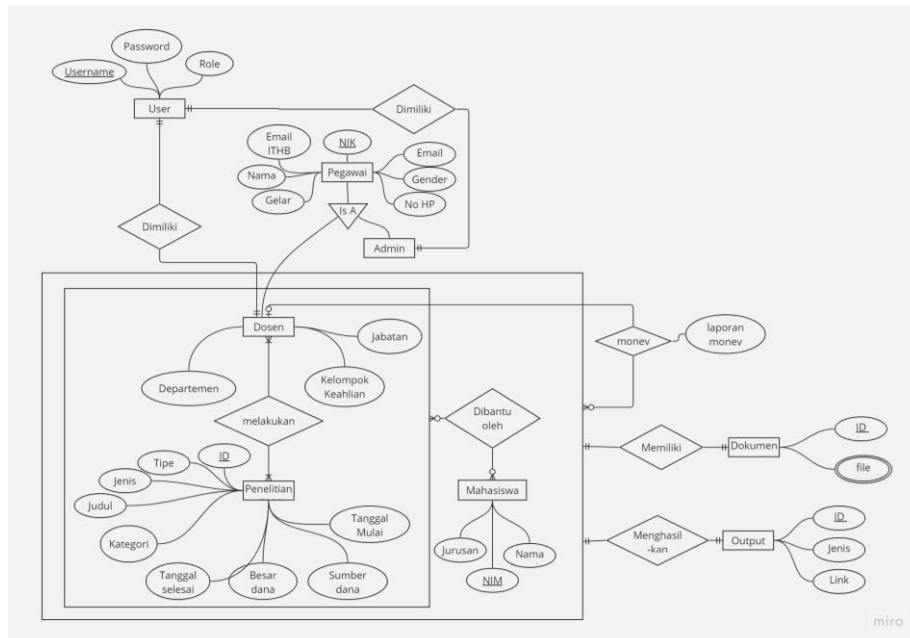 Password
Username
Role
User
Dimiliki
Email
ITHB
NIK
Email
Nama
Pegawai
Gender
Gelar
No HP
Is A
Dimiliki
Admin
Dosen
Jabatan
monev
laporan
monev
Departemen
Kelompok
Keahlian
melakukan
Dibantu
oleh
ID
Memiliki
Dokumen
file
ID
Tipe
Jenis
Judul
Penelitian
Mahasiswa
Kategori
Tanggal
Mulai
Jurusan
Nama
NIM
Tanggal
selesai
Besar
dana
Sumber
dana
Menghasil
-kan
Output
ID
Jenis
Link
miro